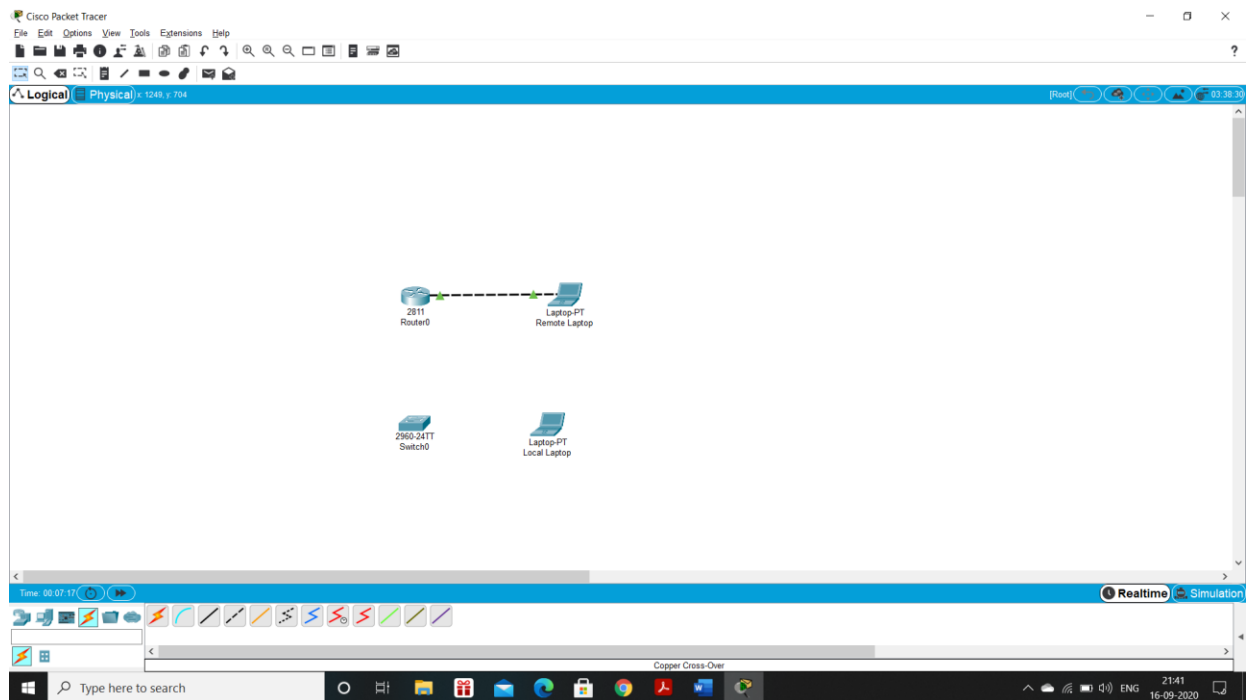 Cisco Packet Tracer
File Edit Options View Tools Extensions Help
?
Logical Physical x: 1249, y: 704 [Root] 03:38:30
2811
Router0
Laptop-PT
Remote Laptop
2960-24TT
Switch0
Laptop-PT
Local Laptop
Time: 00:07:17 Realtime Simulation
Copper Cross-Over
Type here to search ENG 21:41
16-09-2020